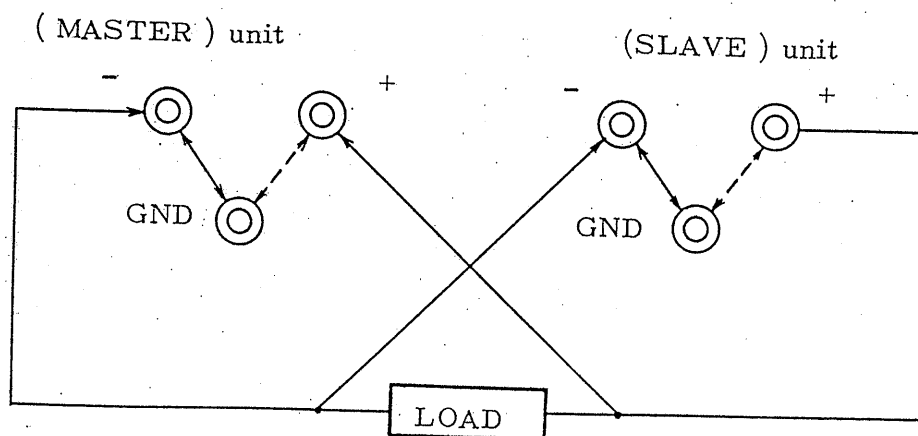 ( MASTER ) unit
(SLAVE ) unit
- +
- +
GND
GND
LOAD